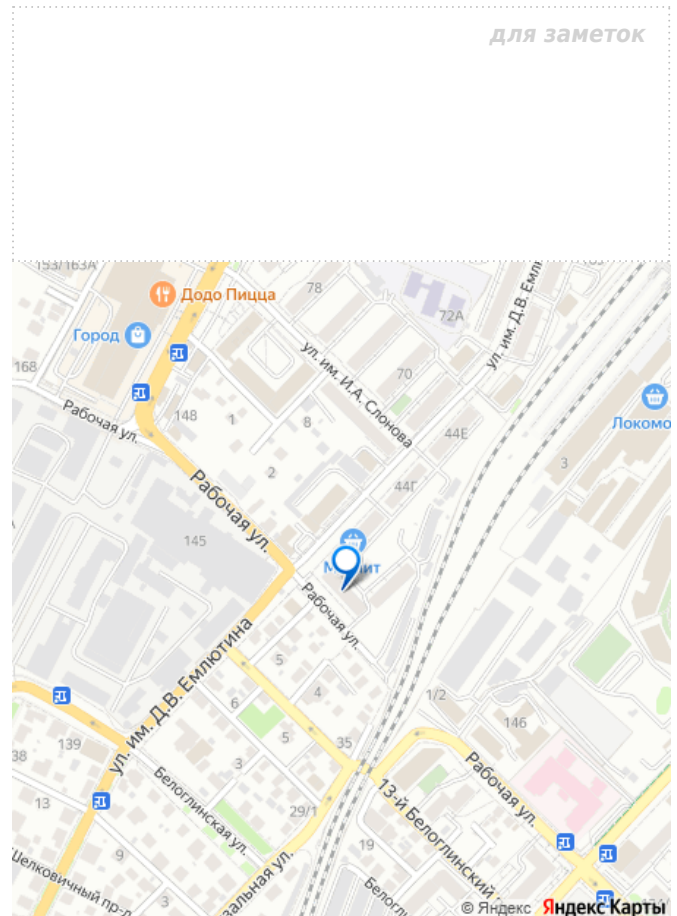 для заметок
153/163А
Додо Пицца
78
72А
ул. им. Д.В. Емл
Город
168
ул. им. И.А. Слонова
70
148
1
8
44Е
Локомо
Рабочая ул.
2
3
44Г
Рабочая ул.
145
Рабочая ул.
ул. им. Д.В. Емлютина
5
4
6
5
1/2
146
35
139
38
3
Рабочая ул.
13
Белоглинская ул.
29/1
13-й Белоглинский
9
19
Шелковичный пр-д
3
альная ул.
Белогл
© Яндекс Яндекс Карты